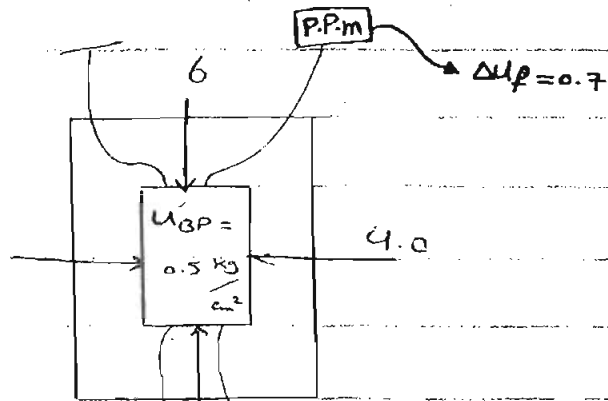 P.P.m
Δuf = 0.7
6
u'BP =
0.5 kg/cm²
4.0